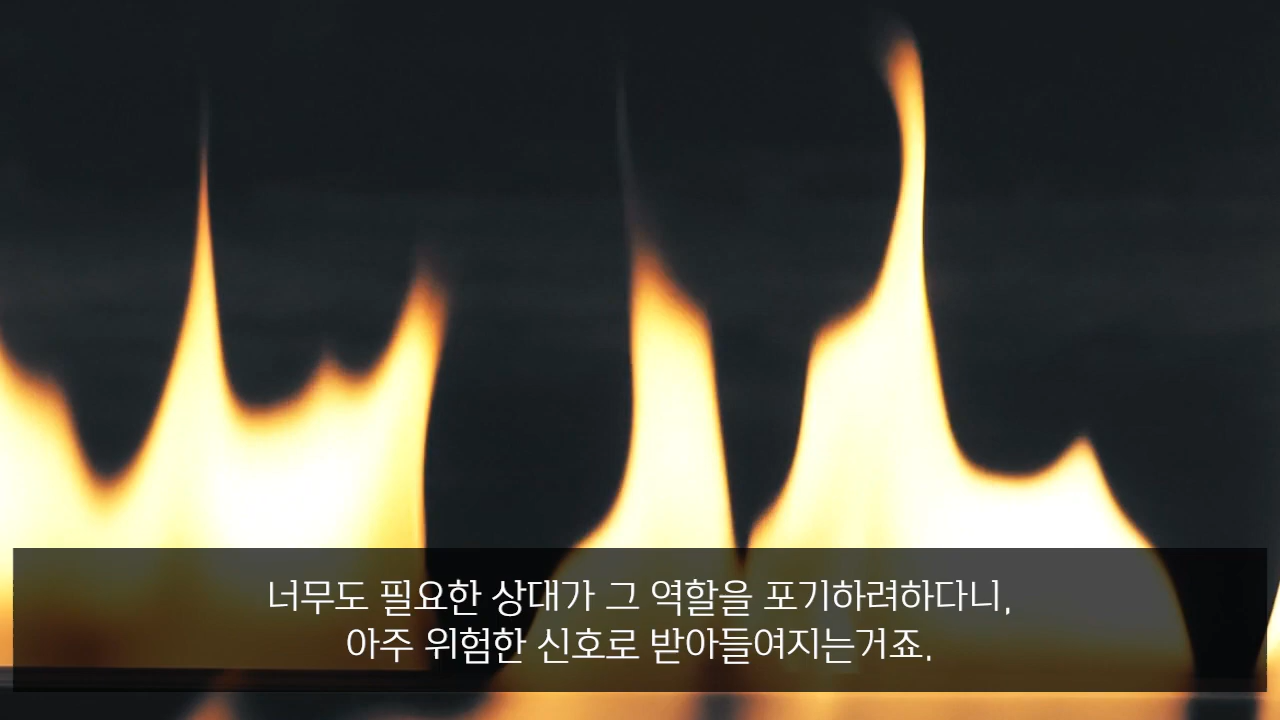 너무도 필요한 상대가 그 역할을 포기하려하다니,
아주 위험한 신호로 받아들여지는거죠.